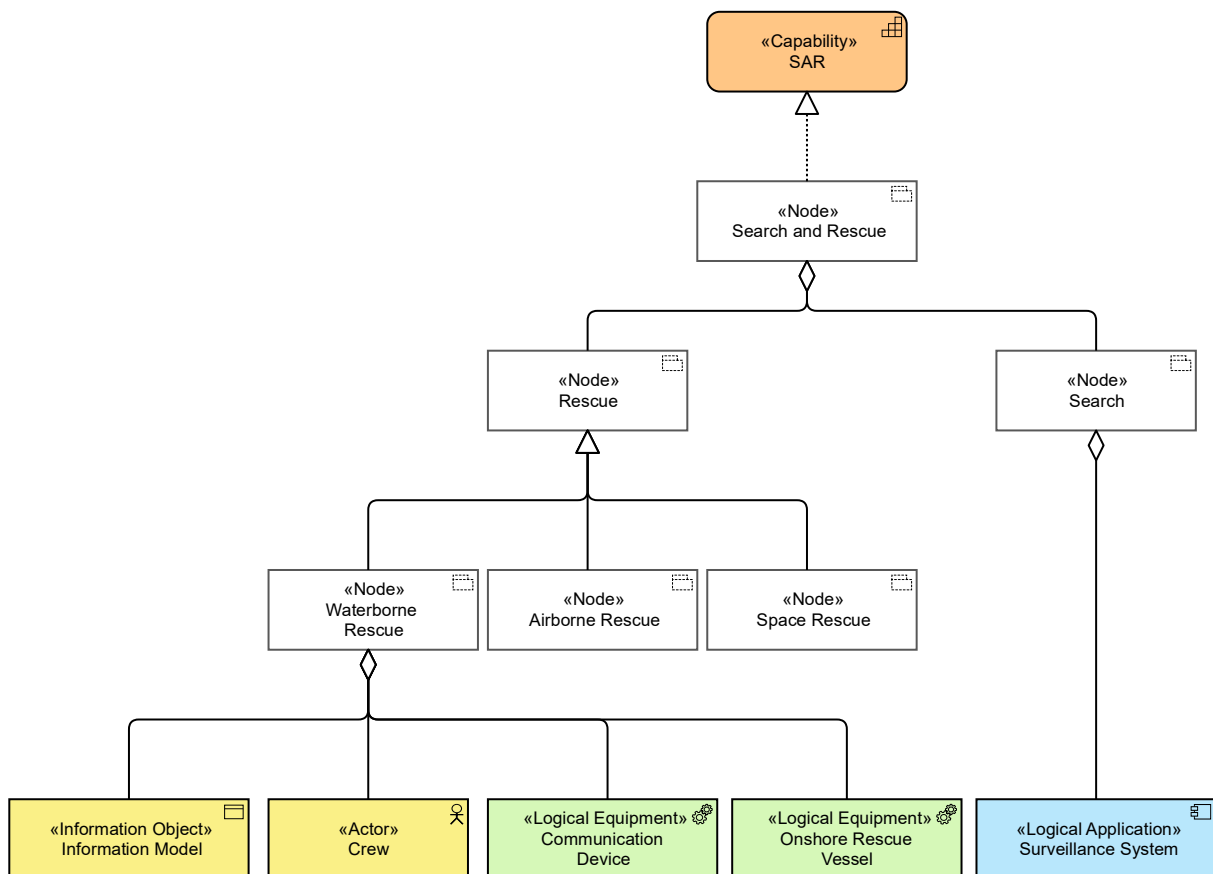 «Capability»
SAR
«Node»
Search and Rescue
«Node»
Rescue
«Node»
Search
«Node»
Waterborne
Rescue
«Node»
Airborne Rescue
«Node»
Space Rescue
«Information Object»
Information Model
«Actor»
Crew
«Logical Equipment»
Communication
Device
«Logical Equipment»
Onshore Rescue
Vessel
«Logical Application»
Surveillance System